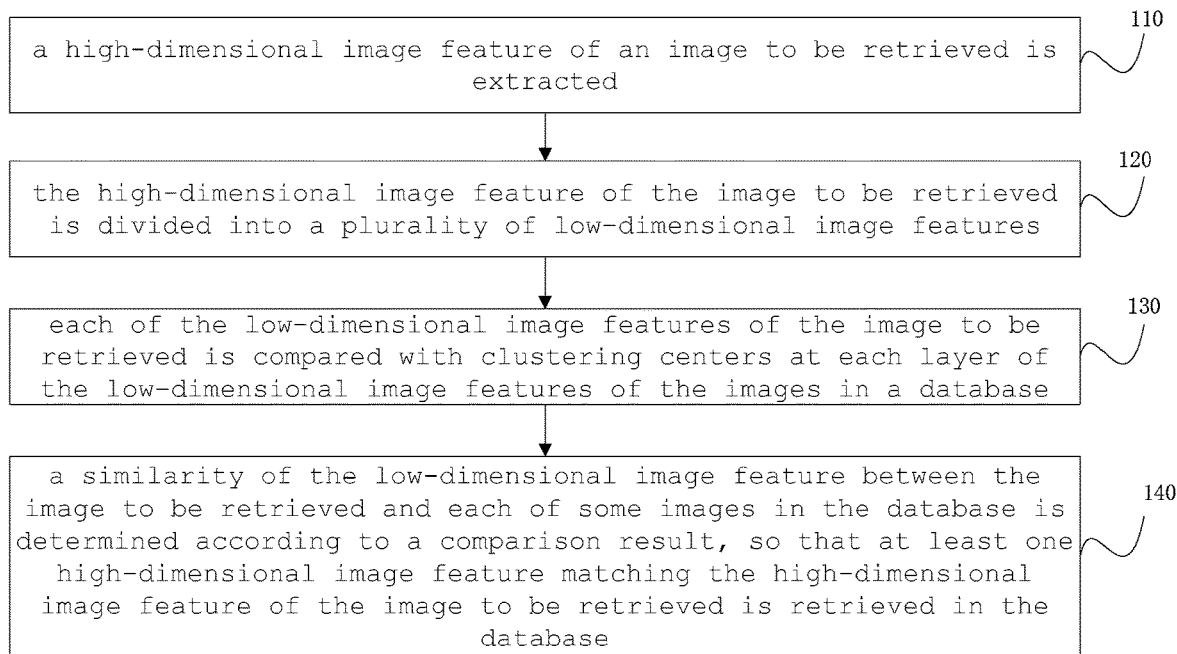 110
a high-dimensional image feature of an image to be retrieved is
extracted
120
the high-dimensional image feature of the image to be retrieved
is divided into a plurality of low-dimensional image features
130
each of the low-dimensional image features of the image to be
retrieved is compared with clustering centers at each layer of
the low-dimensional image features of the images in a database
140
a similarity of the low-dimensional image feature between the
image to be retrieved and each of some images in the database is
determined according to a comparison result, so that at least one
high-dimensional image feature matching the high-dimensional
image feature of the image to be retrieved is retrieved in the
database